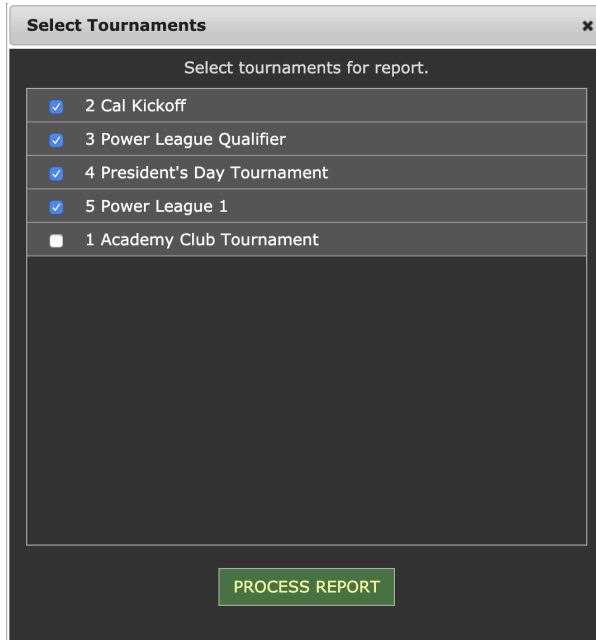 Select Tournaments
Select tournaments for report.
2 Cal Kickoff
3 Power League Qualifier
4 President's Day Tournament
5 Power League 1
1 Academy Club Tournament
PROCESS REPORT